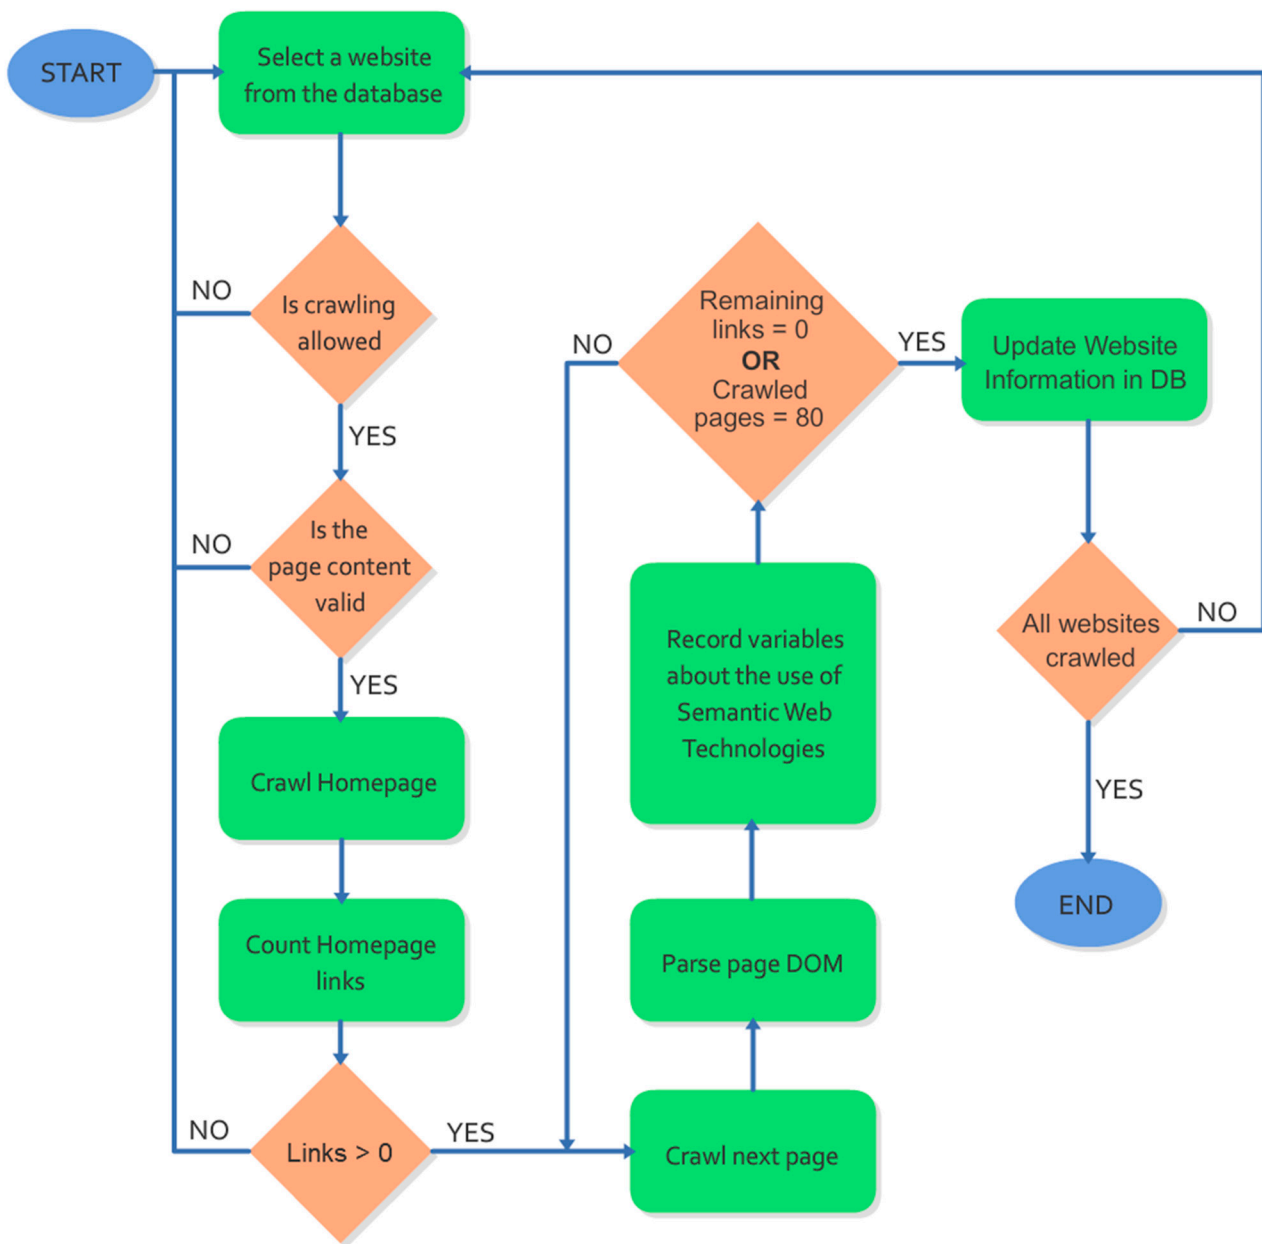 START
Select a website
from the database
NO
Is crawling
allowed
YES
NO
Is the
page content
valid
YES
Crawl Homepage
Count Homepage
links
NO
Links > 0
YES
Crawl next page
Parse page DOM
Record variables
about the use of
Semantic Web
Technologies
NO
Remaining
links = 0
OR
Crawled
pages = 80
YES
Update Website
Information in DB
All websites
crawled
NO
YES
END